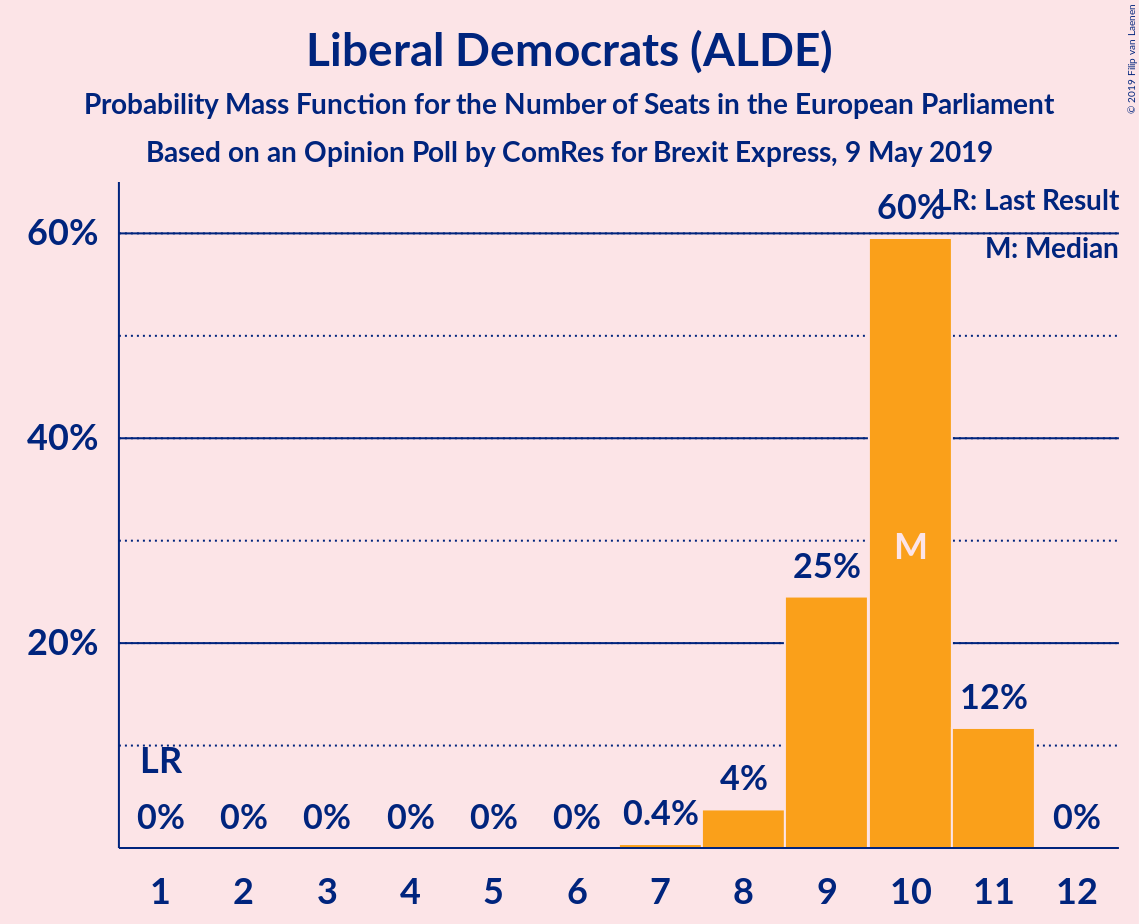 Liberal Democrats (ALDE)
Probability Mass Function for the Number of Seats in the European Parliament
Based on an Opinion Poll by ComRes for Brexit Express, 9 May 2019
© 2019 Filip van Laenen
LR: Last Result
M: Median
60%
40%
20%
LR
0%
0%
0%
0%
0%
0%
0.4%
4%
25%
60%
M
12%
0%
1 2 3 4 5 6 7 8 9 10 11 12